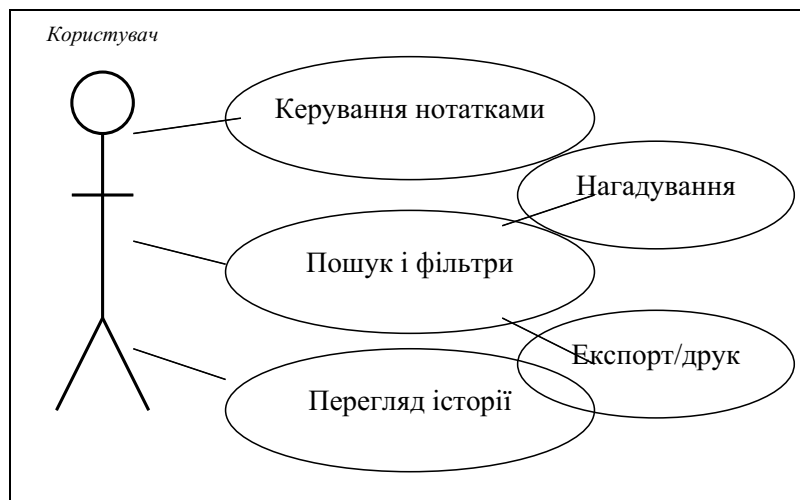 Користувач
Керування нотатками
Нагадування
Пошук і фільтри
Експорт/друк
Перегляд історії